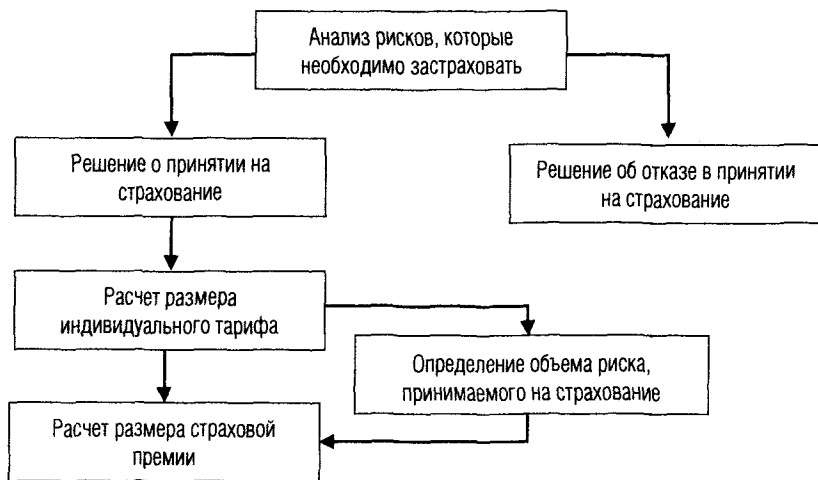 Анализ рисков, которые
необходимо застраховать
Решение о принятии на
страхование
Решение об отказе в принятии
на страхование
Расчет размера
индивидуального тарифа
Определение объема риска,
принимаемого на страхование
Расчет размера страховой
премии